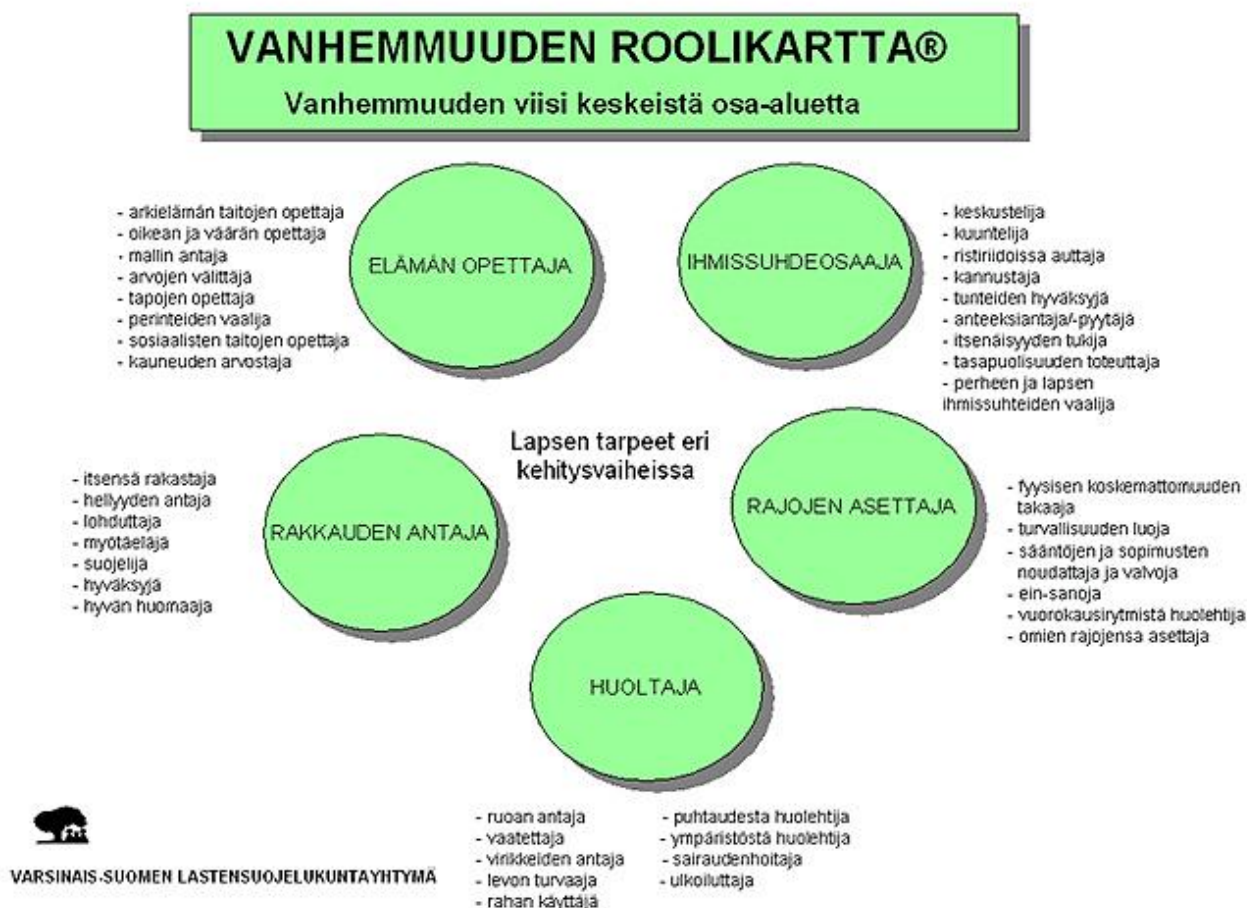 VANHEMMUUDEN ROOLIKARTTA®
Vanhemmuuden viisi keskeistä osa-aluetta
- arkielämän taitojen opettaja
- oikean ja väärän opettaja
- mallin antaja
- arvojen välittäjä
- tapojen opettaja
- perinteiden vaalija
- sosiaalisten taitojen opettaja
- kauneuden arvostaja
ELÄMÄN OPETTAJA
IHMISSUHDEOSAAJA
- keskustelija
- kuuntelija
- ristiriidoissa auttaja
- kannustaja
- tunteiden hyväksyjä
- anteeksiantaja/-pyytäjä
- itsenäisyyden tukija
- tasapuolisuuden toteuttaja
- perheen ja lapsen
ihmissuhteiden vaalija
Lapsen tarpeet eri
kehitysvaiheissa
- itsensä rakastaja
- hellyyden antaja
- lohduttaja
- myötäeläjä
- suojelija
- hyväksyjä
- hyvän huomaaja
RAKKAUDEN ANTAJA
RAJOJEN ASETTAJA
- fyysisen koskemattomuuden
takaaja
- turvallisuuden luoja
- sääntöjen ja sopimusten
noudattaja ja valvoja
- ein-sanoja
- vuorokausirytmistä huolehtija
- omien rajojensa asettaja
HUOLTAJA
- ruoan antaja
- vaatettaja
- virikkeiden antaja
- levon turvaaja
- rahan käyttäjä
- puhtaudesta huolehtija
- ympäristöstä huolehtija
- sairaudenhoitaja
- ulkoiluttaja
VARSINAIS-SUOMEN LASTENSUOJELUKUNTAYHTYMÄ